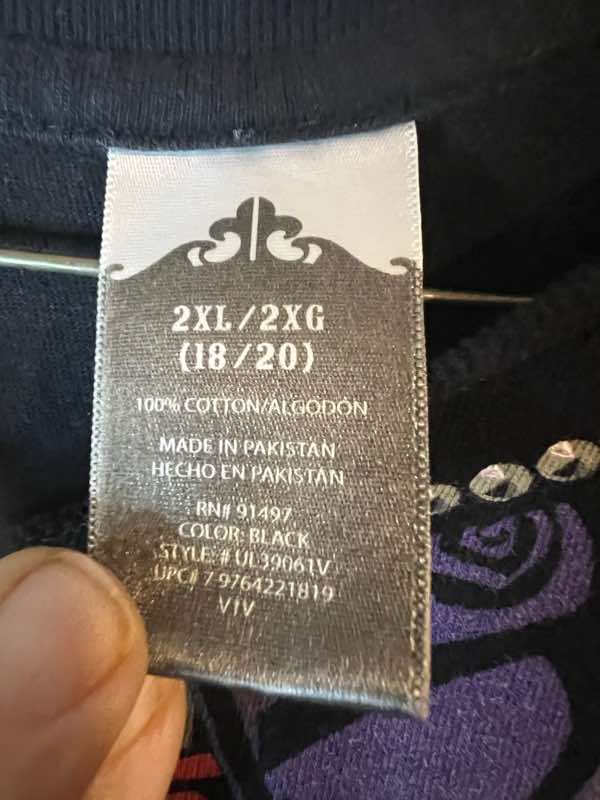 2XL/2XG
(18/20)
100% COTTON/ALGODÓN
MADE IN PAKISTAN
HECHO EN PAKISTÁN
RN# 91497
COLOR: BLACK
STYLE: # UL39061V
UPC# 7 9764221819
VIV